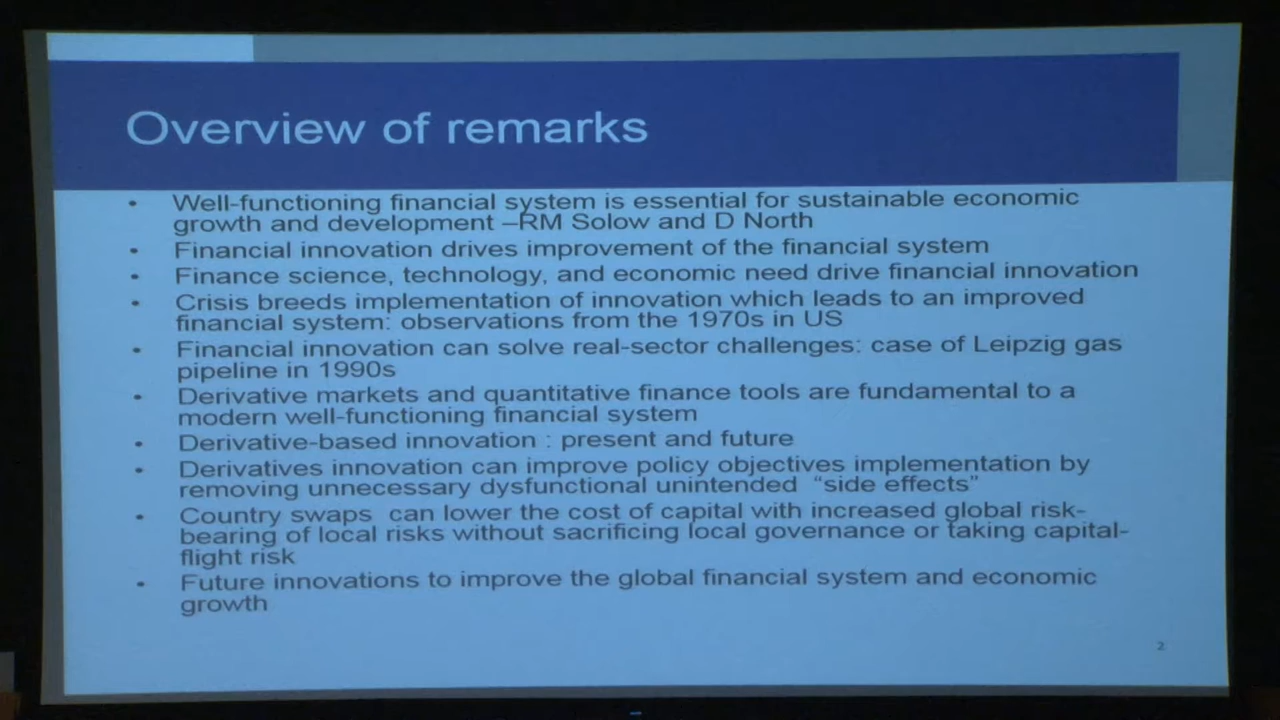 Overview of remarks
• Well-functioning financial system is essential for sustainable economic
growth and development –RM Solow and D North
• Financial innovation drives improvement of the financial system
• Finance science, technology, and economic need drive financial innovation
• Crisis breeds implementation of innovation which leads to an improved
financial system: observations from the 1970s in US
• Financial innovation can solve real-sector challenges: case of Leipzig gas
pipeline in 1990s
• Derivative markets and quantitative finance tools are fundamental to a
modern well-functioning financial system
• Derivative-based innovation : present and future
• Derivatives innovation can improve policy objectives implementation by
removing unnecessary dysfunctional unintended “side effects”
• Country swaps can lower the cost of capital with increased global risk-
bearing of local risks without sacrificing local governance or taking capital-
flight risk
• Future innovations to improve the global financial system and economic
growth
2